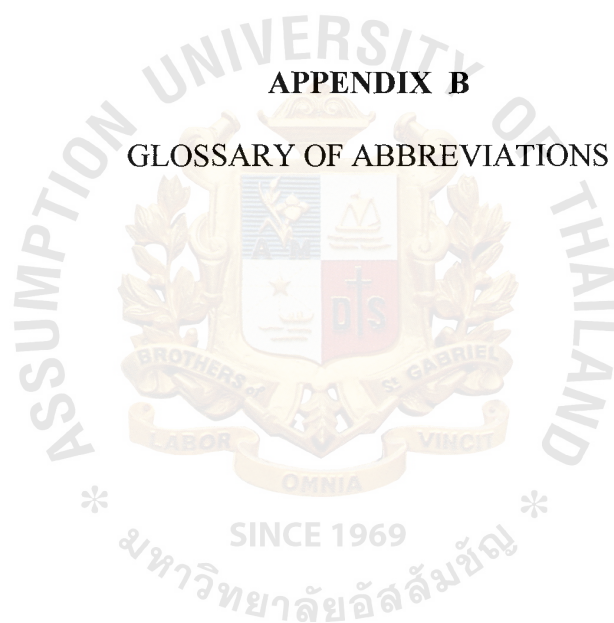 UNIVERSITY OF THAILAND
APPENDIX B
GLOSSARY OF ABBREVIATIONS
ASSUMPTION
A M
D S
BROTHERS of
St GABRIEL
LABOR
VINCIT
OMNIA
* SINCE 1969 *
มหาวิทยาลัยอัสสัมชัญ